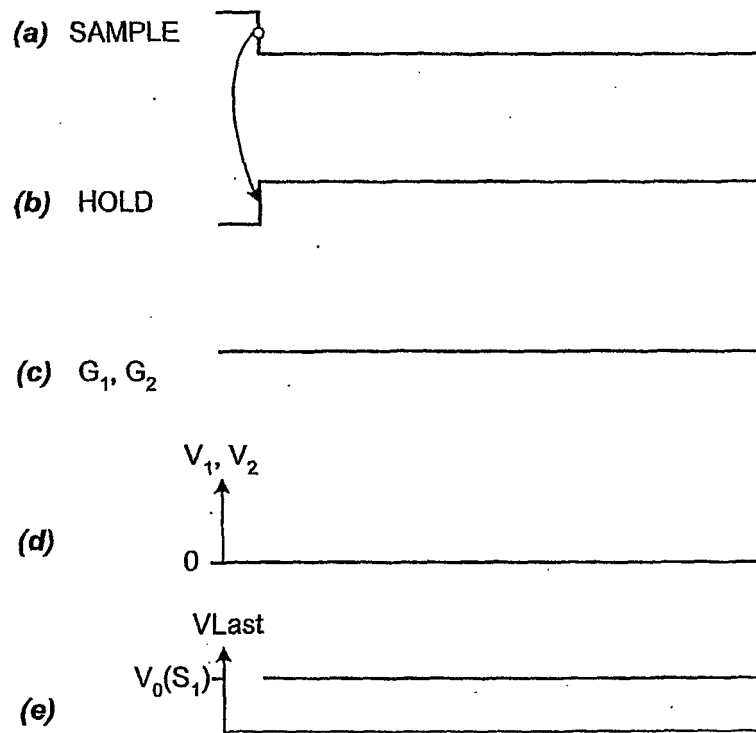 (a) SAMPLE
(b) HOLD
(c) G₁, G₂
V₁, V₂
(d)
0
VLast
V₀(S₁)
(e)